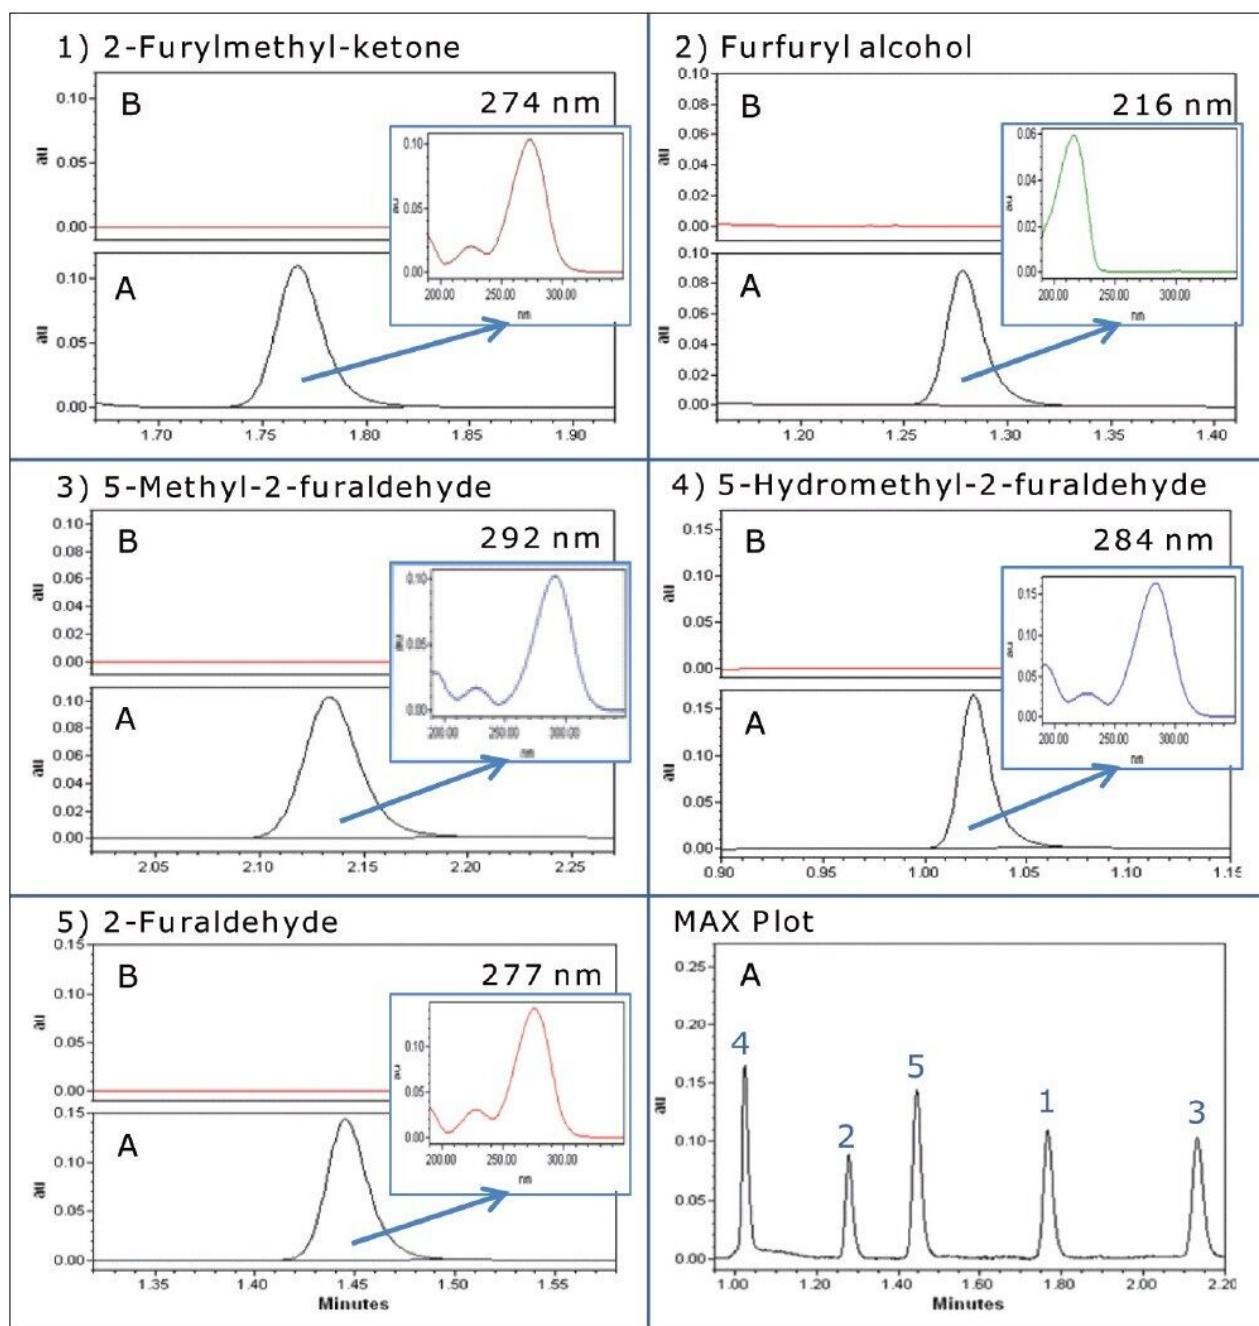 1) 2-Furylmethyl-ketone
B
274 nm
0.10
0.05
0.00
au
0.10
0.05
0.00
au
nm
200.00 250.00 300.00
A
0.10
0.05
0.00
au
1.70 1.75 1.80 1.85 1.90
2) Furfuryl alcohol
B
216 nm
0.10
0.08
0.06
0.04
0.02
0.00
au
0.06
0.04
0.02
0.00
au
200.00 250.00 300.00
nm
A
0.10
0.08
0.06
0.04
0.02
0.00
au
1.20 1.25 1.30 1.35 1.40
3) 5-Methyl-2-furaldehyde
B
292 nm
0.10
0.08
0.06
0.04
0.02
0.00
au
0.10
0.05
0.00
au
200.00 250.00 300.00
nm
A
0.10
0.08
0.06
0.04
0.02
0.00
au
2.05 2.10 2.15 2.20 2.25
4) 5-Hydromethyl-2-furaldehyde
B
284 nm
0.15
0.10
0.05
0.00
au
0.15
0.10
0.05
0.00
au
200.00 250.00 300.00
nm
A
0.15
0.10
0.05
0.00
au
0.90 0.95 1.00 1.05 1.10 1.15
5) 2-Furaldehyde
B
277 nm
0.15
0.10
0.05
0.00
au
0.10
0.05
0.00
au
200.00 250.00 300.00
nm
A
0.15
0.10
0.05
0.00
au
1.35 1.40 1.45 1.50 1.55
Minutes
MAX Plot
A
0.25
0.20
0.15
0.10
0.05
0.00
au
4
2
5
1
3
1.00 1.20 1.40 1.60 1.80 2.00 2.20
Minutes